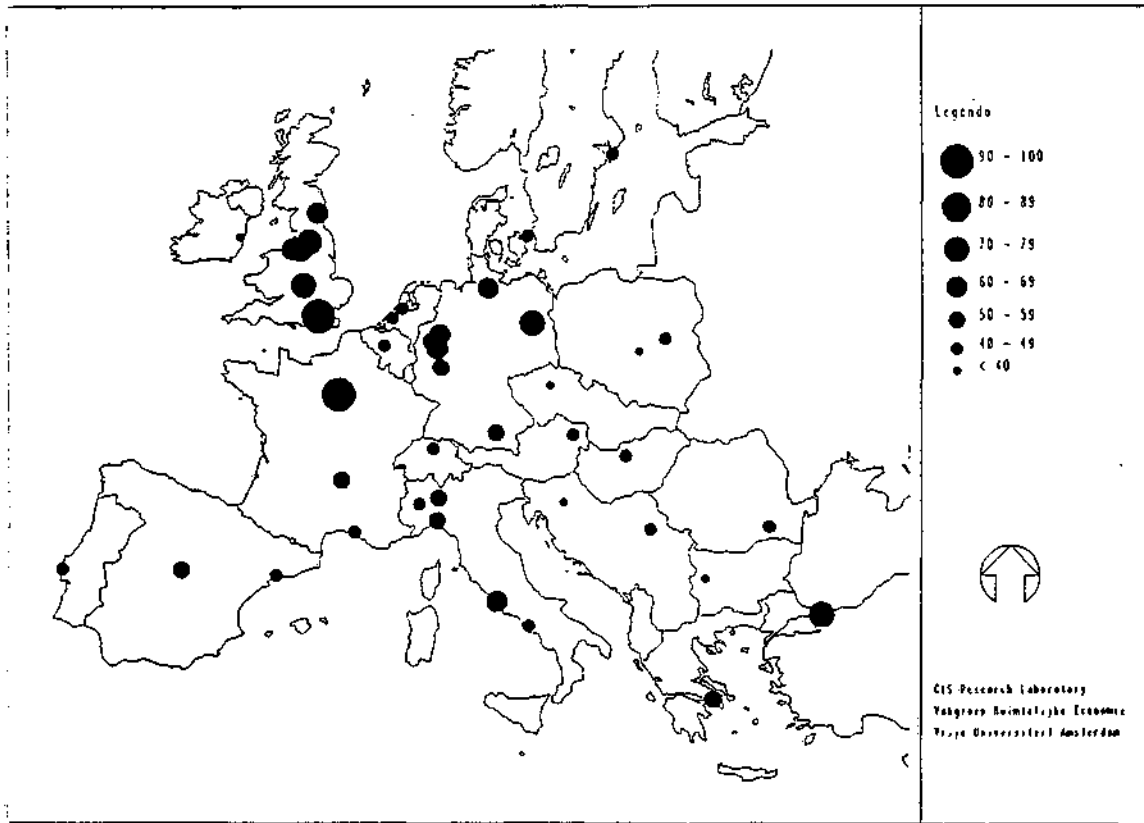 Legenda
90 - 100
80 - 89
70 - 79
60 - 69
50 - 59
40 - 49
< 40
GIS-Research Laboratory
Vakgroep Ruimtelijke Economie
Vrije Universiteit Amsterdam